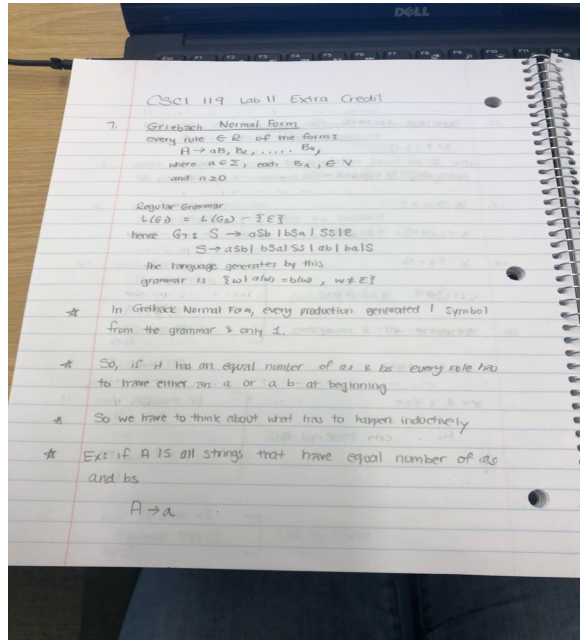 DELL
CSCI 119 Lab 11 Extra Credit
7. Griebach Normal Form
every rule ∈ R of the form:
A → aB, B₂, ..... Bₙ,
where a ∈ Σ, each Bₙ, ∈ V
and n ≥ 0
Regular Grammar
L(G₁) = L(G₂) - {ε}
hence G₁: S → aSb | bSa | SS | ε
S → aSb | bSa | SS | ab | ba | S
the language generates by this
grammar is {ω | a(ω) = b(ω), w ≠ ε}
☆ In Greiback Normal Form, every production generated 1 symbol
from the grammar & only 1.
☆ So, if it has an equal number of as & bs every rule has
to have either an a or a b at beginning
☆ So we have to think about what has to happen inductively
☆ Ex: if A is all strings that have equal number of as
and bs
A → a